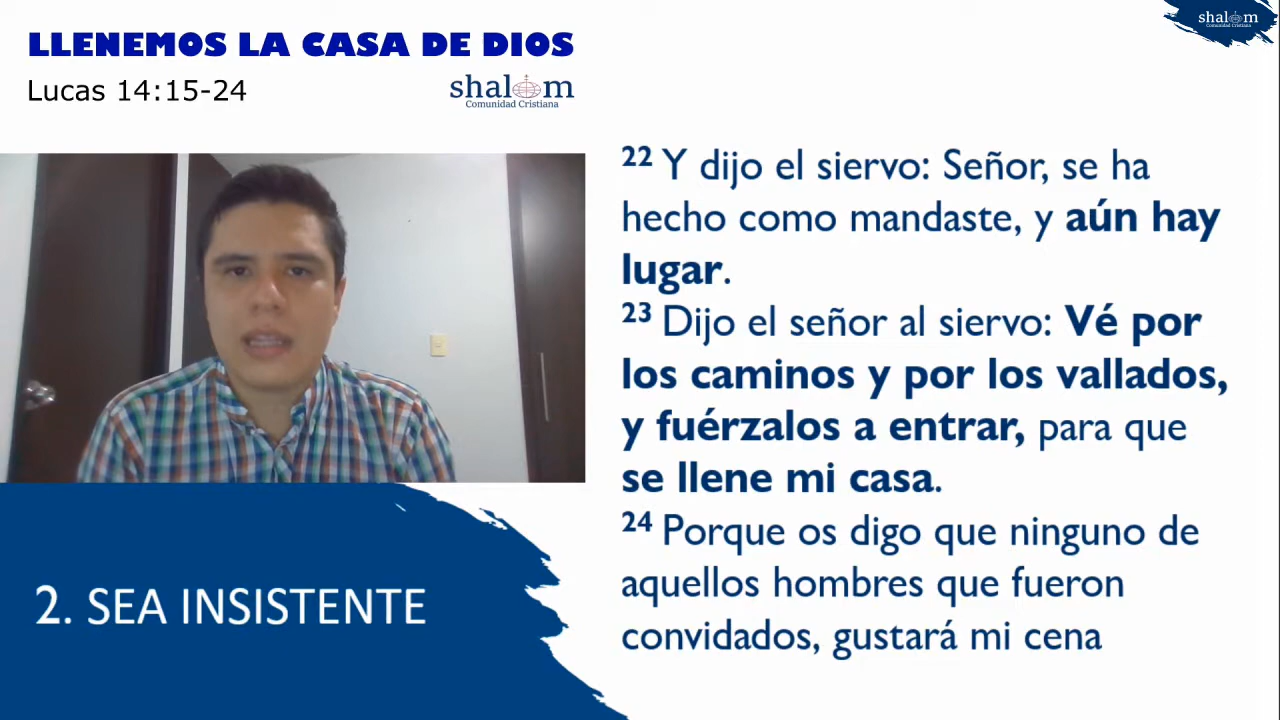 LLENEMOS LA CASA DE DIOS
Lucas 14:15-24
shalom
Comunidad Cristiana
shalom
Comunidad Cristiana
22 Y dijo el siervo: Señor, se ha
hecho como mandaste, y aún hay
lugar.
23 Dijo el señor al siervo: Vé por
los caminos y por los vallados,
y fuérzalos a entrar, para que
se llene mi casa.
24 Porque os digo que ninguno de
aquellos hombres que fueron
convidados, gustará mi cena
2. SEA INSISTENTE